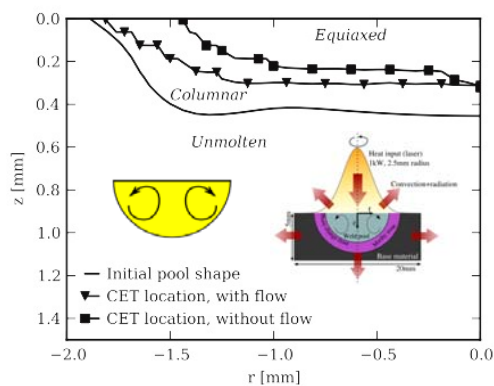 0.0
0.2
0.4
0.6
0.8
1.0
1.2
1.4
z [mm]
Equiaxed
Columnar
Unmolten
Heat input (laser)
1kW, 2.5mm radius
Convection+radiation
Weld pool
Base material
20mm
Initial pool shape
CET location, with flow
CET location, without flow
−2.0 −1.5 −1.0 −0.5 0.0
r [mm]